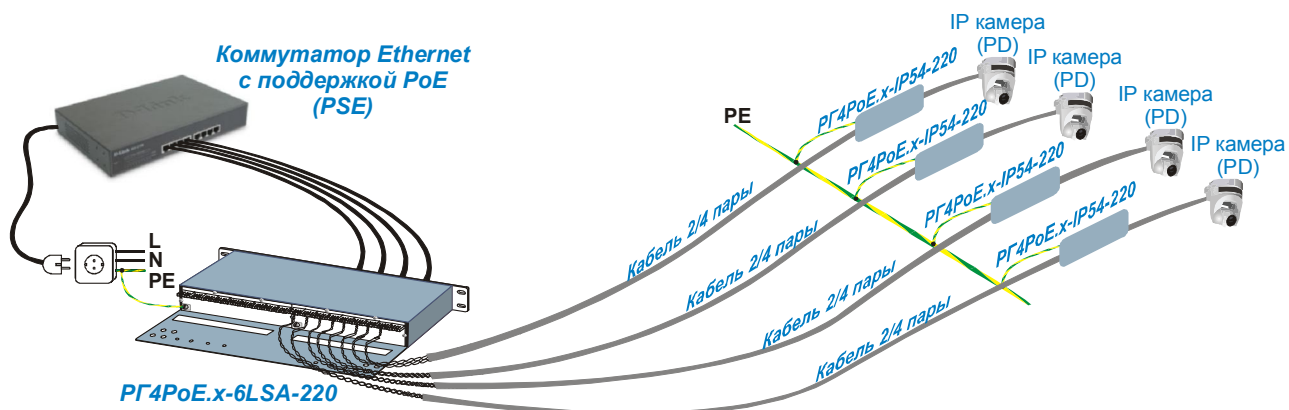 Коммутатор Ethernet
с поддержкой PoE
(PSE)
D-Link
L
N
PE
РГ4PoE.x-6LSA-220
PE
Кабель 2/4 пары
РГ4PoE.x-IP54-220
IP камера
(PD)
Кабель 2/4 пары
РГ4PoE.x-IP54-220
IP камера
(PD)
Кабель 2/4 пары
РГ4PoE.x-IP54-220
IP камера
(PD)
Кабель 2/4 пары
РГ4PoE.x-IP54-220
IP камера
(PD)